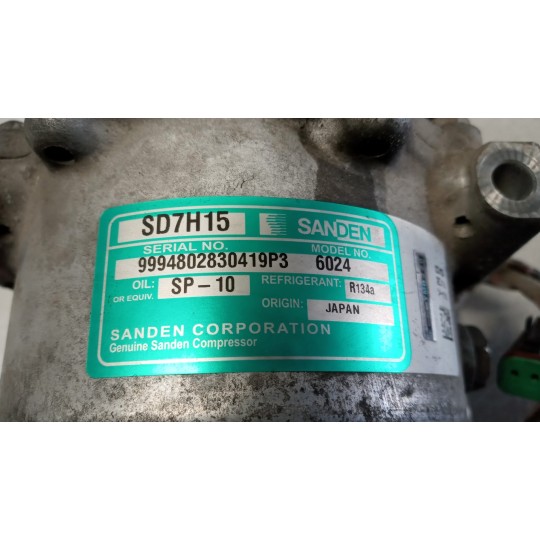 SD7H15 SANDEN
SERIAL NO. MODEL NO.
9994802830419P3 6024
OIL: SP-10 REFRIGERANT: R134a
OR EQUIV. ORIGIN: JAPAN
SANDEN CORPORATION
Genuine Sanden Compressor